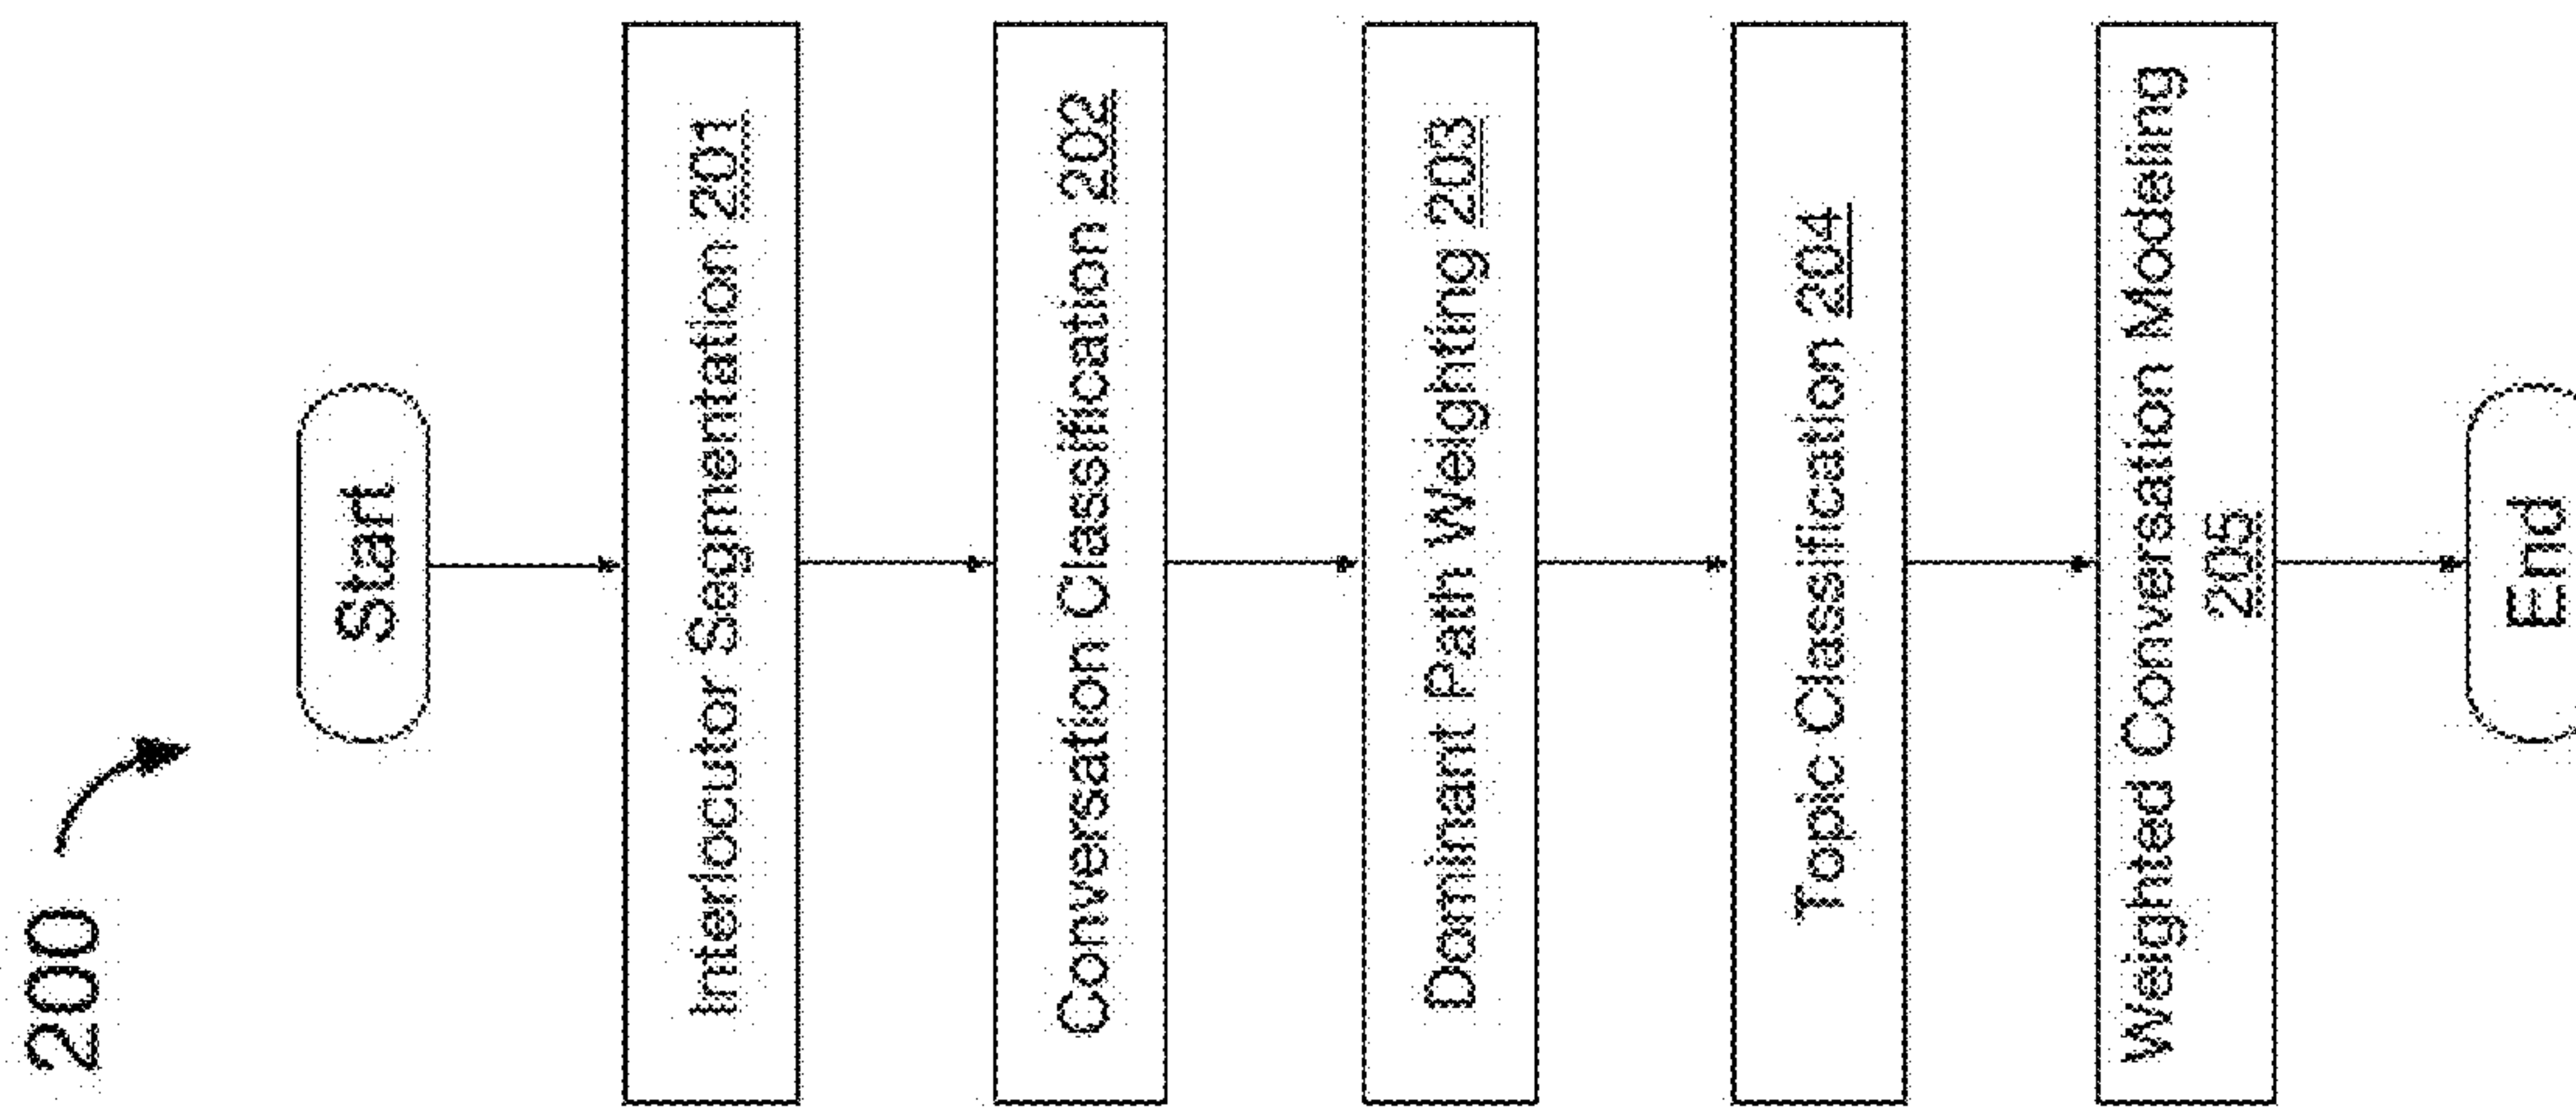 200
Start
Interlocutor Segmentation 201
Conversation Classification 202
Dominant Path Weighting 203
Topic Classification 204
Weighted Conversation Modeling
205
End